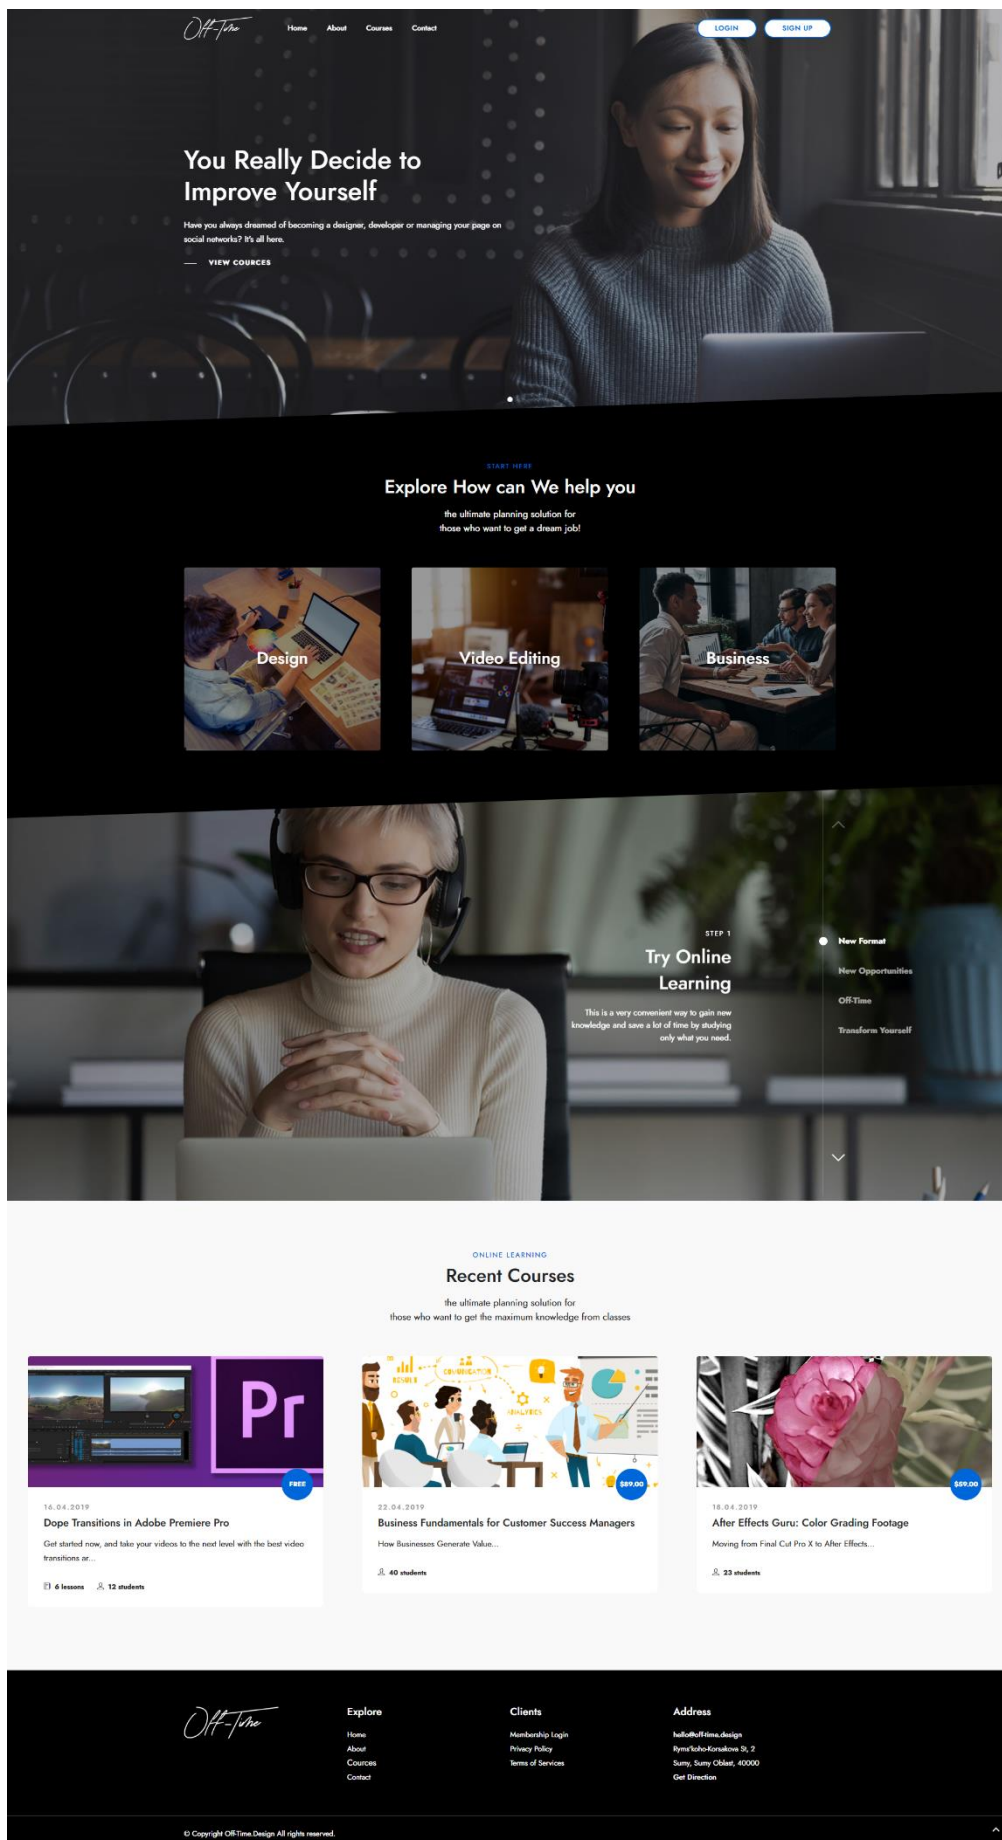 Off-Time
Home About Courses Contact
LOGIN SIGN UP
You Really Decide to
Improve Yourself
Have you always dreamed of becoming a designer, developer or managing your page on
social networks? It's all here.
VIEW COURCES
START HERE
Explore How can We help you
the ultimate planning solution for
those who want to get a dream job!
Design
Video Editing
Business
STEP 1
Try Online
Learning
This is a very convenient way to gain new
knowledge and save a lot of time by studying
only what you need.
New Format
New Opportunities
Off-Time
Transform Yourself
ONLINE LEARNING
Recent Courses
the ultimate planning solution for
those who want to get the maximum knowledge from classes
Pr
FREE
16.04.2019
Dope Transitions in Adobe Premiere Pro
Get started now, and take your videos to the next level with the best video
transitions ar...
6 lessons 12 students
$89.00
22.04.2019
Business Fundamentals for Customer Success Managers
How Businesses Generate Value...
40 students
$59.00
18.04.2019
After Effects Guru: Color Grading Footage
Moving from Final Cut Pro X to After Effects...
23 students
Off-Time
Explore
Home
About
Cources
Contact
Clients
Membership Login
Privacy Policy
Terms of Services
Address
hello@off-time.design
Ryms'koho-Korsakova St, 2
Sumy, Sumy Oblast, 40000
Get Direction
© Copyright Off-Time.Design All rights reserved.